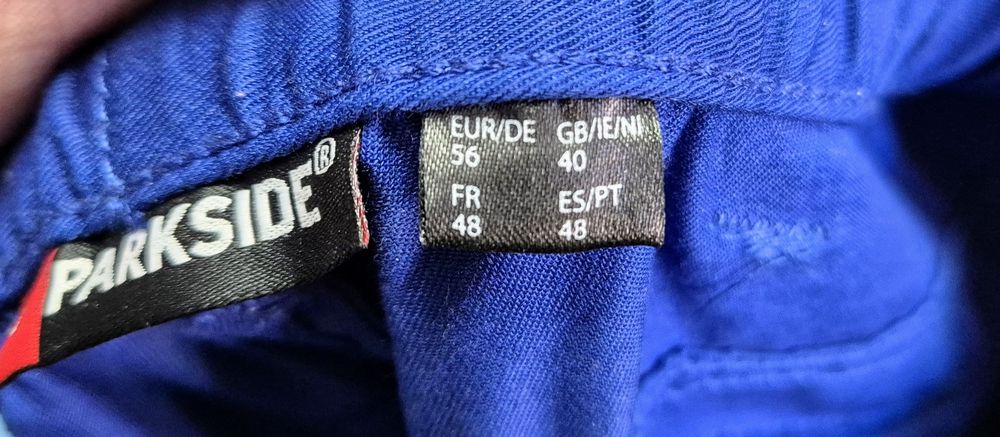 PARKSIDE®
EUR/DE GB/IE/NI
56 40
FR ES/PT
48 48